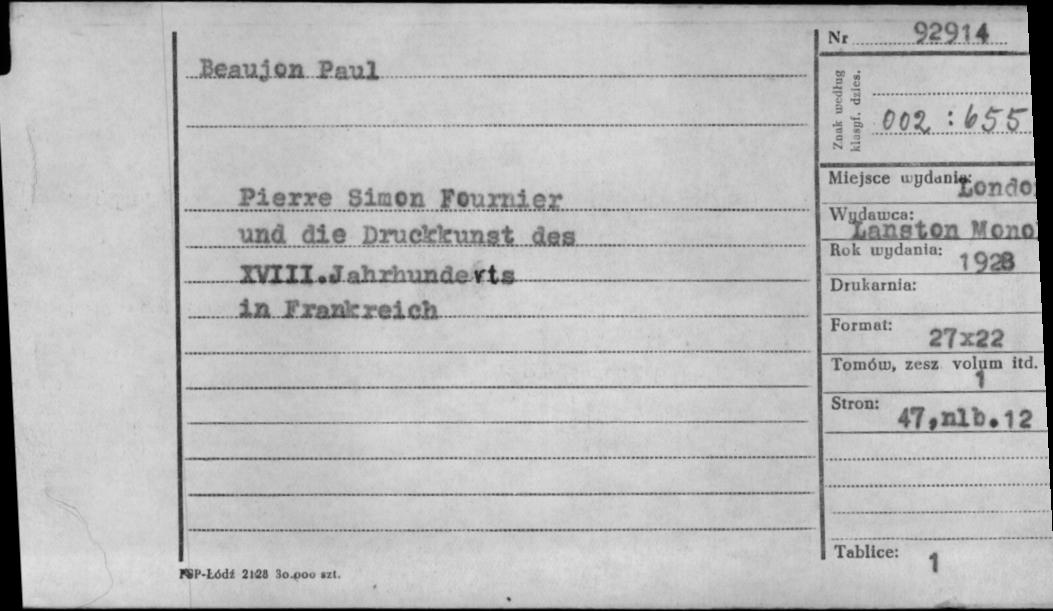 Beaujon Paul
Pierre Simon Fournier
und die Druckkunst des
XVIII.Jahrhunderts
in Frankreich
Nr 92914
Znak według
klasyf. dzies.
002 : 655
Miejsce wydania:
Londo
Wydawca:
Lanston Mono
Rok wydania:
1928
Drukarnia:
Format:
27x22
Tomów, zesz volum itd.
1
Stron:
47,nlb.12
Tablice:
1
PSP-Łódź 2128 30.000 szt.